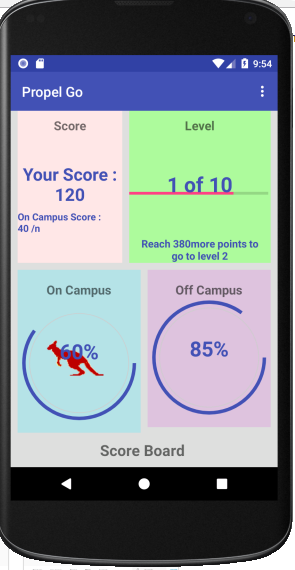 9:54
Propel Go
Score
Your Score :
120
On Campus Score :
40 /n
Level
1 of 10
Reach 380more points to
go to level 2
On Campus
60%
Off Campus
85%
Score Board